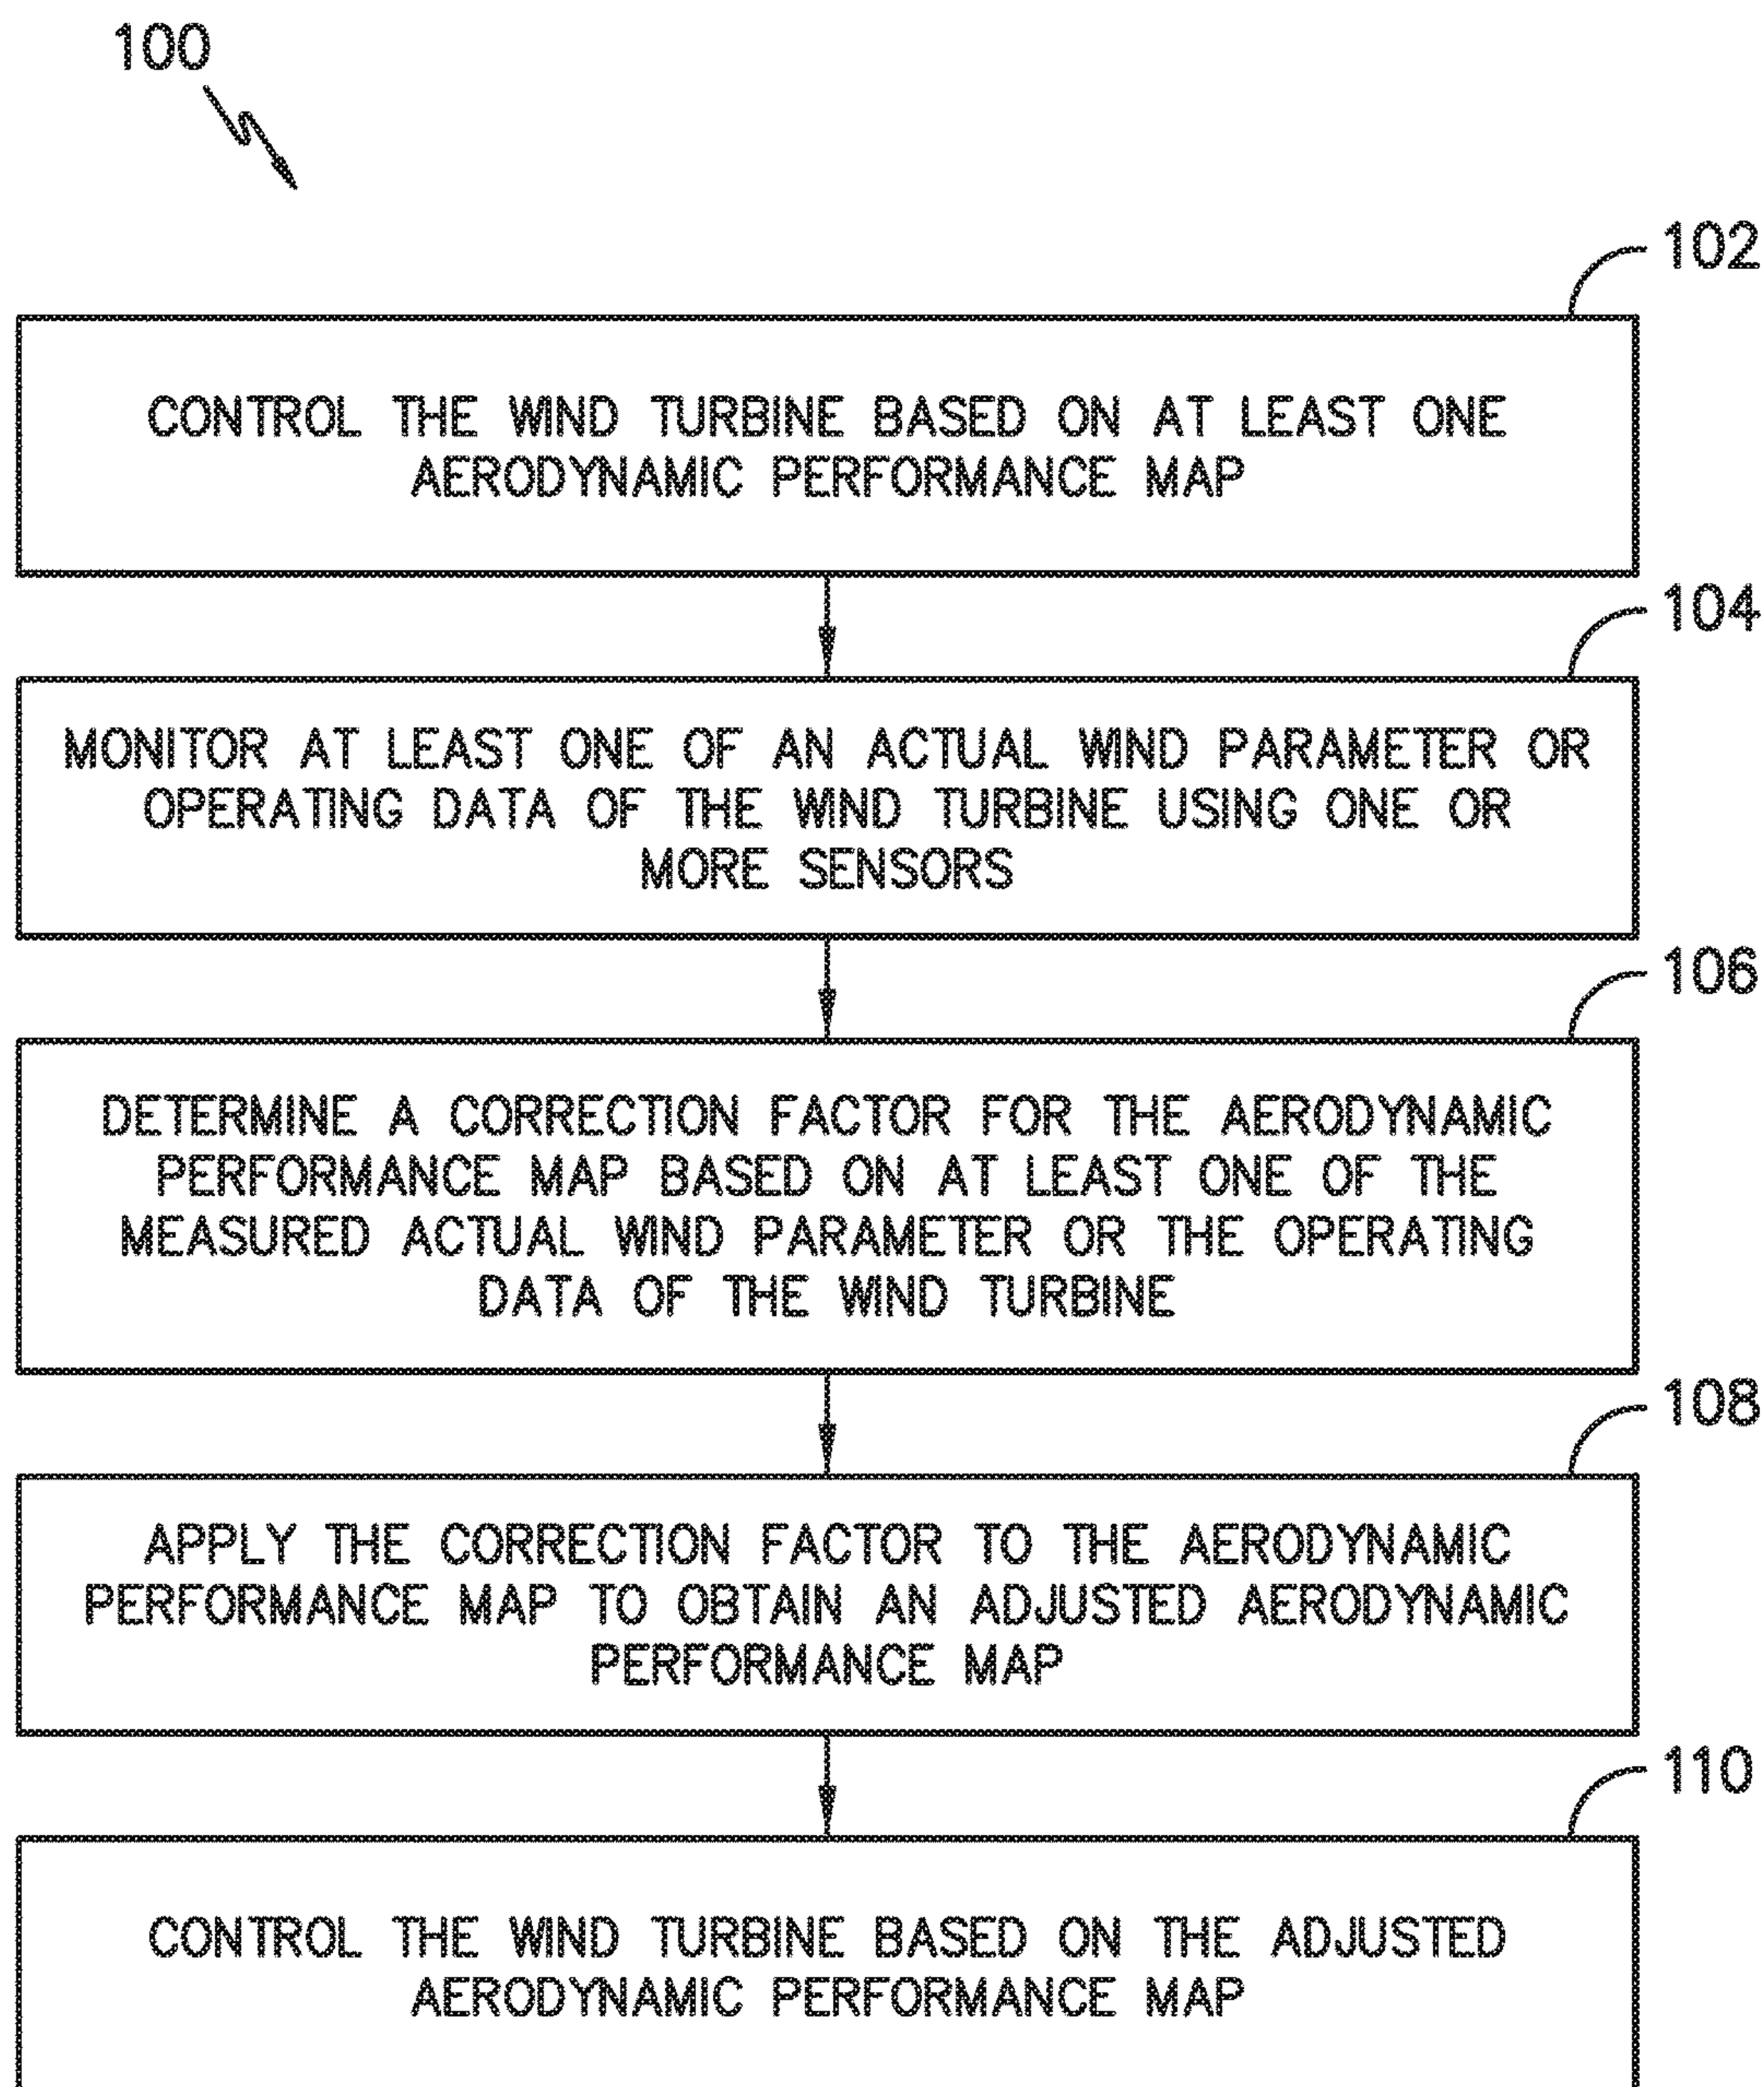 100
102
CONTROL THE WIND TURBINE BASED ON AT LEAST ONE
AERODYNAMIC PERFORMANCE MAP
104
MONITOR AT LEAST ONE OF AN ACTUAL WIND PARAMETER OR
OPERATING DATA OF THE WIND TURBINE USING ONE OR
MORE SENSORS
106
DETERMINE A CORRECTION FACTOR FOR THE AERODYNAMIC
PERFORMANCE MAP BASED ON AT LEAST ONE OF THE
MEASURED ACTUAL WIND PARAMETER OR THE OPERATING
DATA OF THE WIND TURBINE
108
APPLY THE CORRECTION FACTOR TO THE AERODYNAMIC
PERFORMANCE MAP TO OBTAIN AN ADJUSTED AERODYNAMIC
PERFORMANCE MAP
110
CONTROL THE WIND TURBINE BASED ON THE ADJUSTED
AERODYNAMIC PERFORMANCE MAP